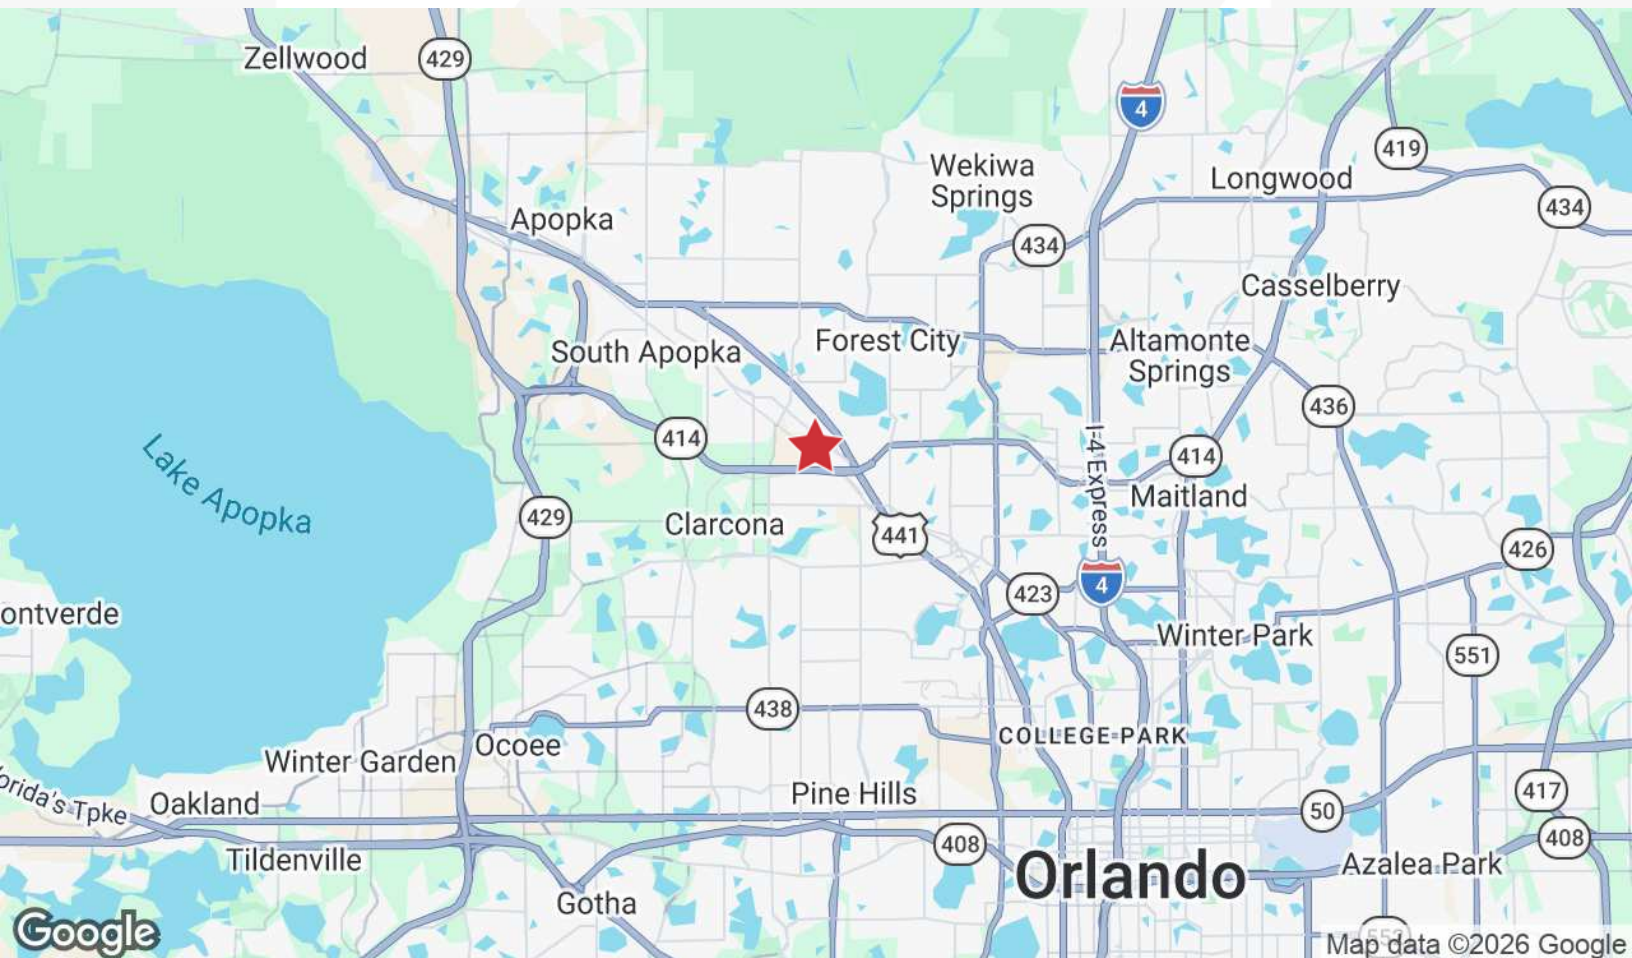 Zellwood
429
4
419
Wekiwa
Springs
Longwood
434
Apopka
434
Casselberry
South Apopka
Forest City
Altamonte
Springs
436
414
I-4 Express
414
Maitland
Lake Apopka
429
Clarcona
441
426
4
423
ontverde
Winter Park
551
438
COLLEGE PARK
Ocoee
Winter Garden
orida's Tpke
Oakland
Pine Hills
50
417
408
408
Tildenville
Orlando
Azalea Park
Gotha
Google
Map data ©2026 Google